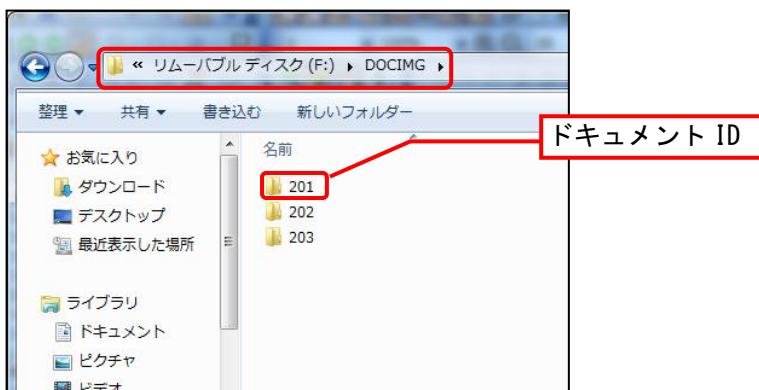 « リムーバブル ディスク (F:) ▸ DOCIMG ▸
整理 ▼ 共有 ▼ 書き込む 新しいフォルダー
ドキュメント ID
お気に入り
ダウンロード
デスクトップ
最近表示した場所
ライブラリ
ドキュメント
ピクチャ
ビデオ
名前
201
202
203